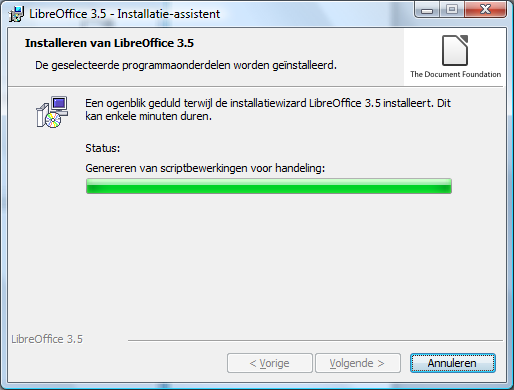 LibreOffice 3.5 - Installatie-assistent
Installeren van LibreOffice 3.5
De geselecteerde programmaonderdelen worden geïnstalleerd.
The Document Foundation
Een ogenblik geduld terwijl de installatiewizard LibreOffice 3.5 installeert. Dit
kan enkele minuten duren.
Status:
Genereren van scriptbewerkingen voor handeling:
LibreOffice 3.5
< Vorige
Volgende >
Annuleren